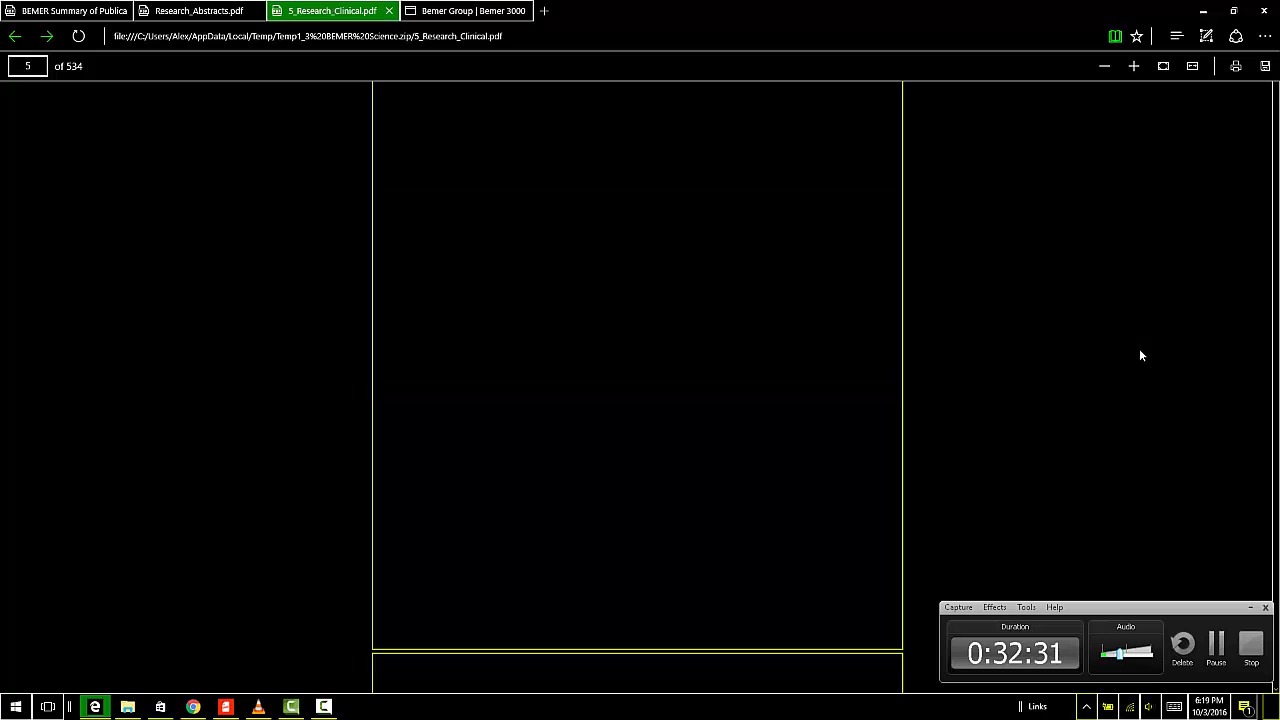 BEMER Summary of Publica
Research_Abstracts.pdf
5_Research_Clinical.pdf
Bemer Group | Bemer 3000
file:///C:/Users/Alex/AppData/Local/Temp/Temp1_3%20BEMER%20Science.zip/5_Research_Clinical.pdf
5 of 534
Capture Effects Tools Help
Duration Audio
0:32:31
Delete Pause Stop
Links
6:19 PM
10/3/2016